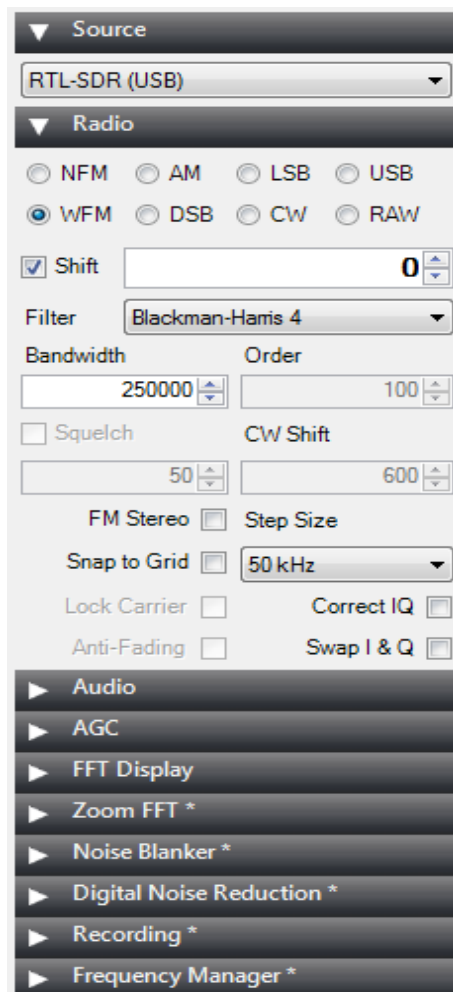 Source
RTL-SDR (USB)
Radio
NFM AM LSB USB
WFM DSB CW RAW
Shift 0
Filter Blackman-Harris 4
Bandwidth Order
250000 100
Squelch CW Shift
50 600
FM Stereo Step Size
Snap to Grid 50 kHz
Lock Carrier Correct IQ
Anti-Fading Swap I & Q
Audio
AGC
FFT Display
Zoom FFT *
Noise Blanker *
Digital Noise Reduction *
Recording *
Frequency Manager *